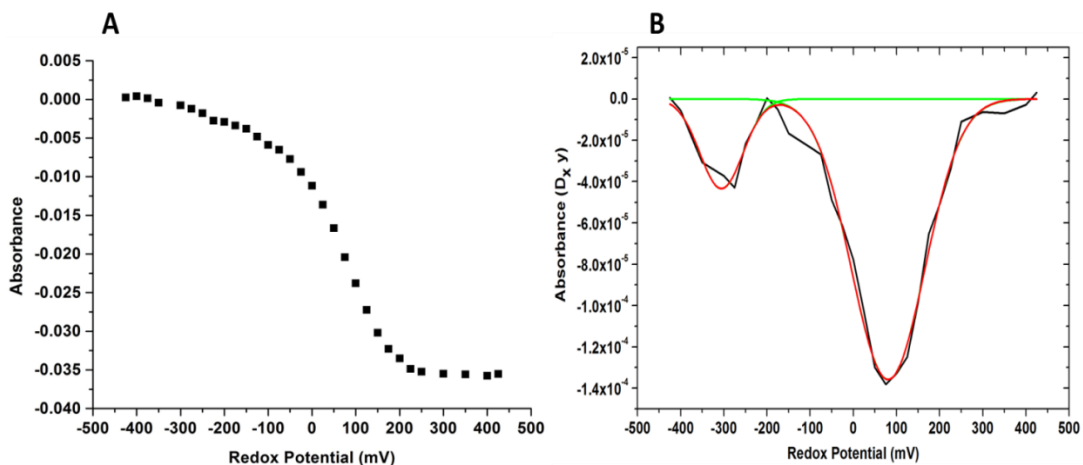 A
0.005
0.000
-0.005
-0.010
-0.015
-0.020
-0.025
-0.030
-0.035
-0.040
Absorbance
-500 -400 -300 -200 -100 0 100 200 300 400 500
Redox Potential (mV)
B
2.0x10⁻⁵
0.0
-2.0x10⁻⁵
-4.0x10⁻⁵
-6.0x10⁻⁵
-8.0x10⁻⁵
-1.0x10⁻⁴
-1.2x10⁻⁴
-1.4x10⁻⁴
Absorbance (Dₓ y)
-500 -400 -300 -200 -100 0 100 200 300 400 500
Redox Potential (mV)